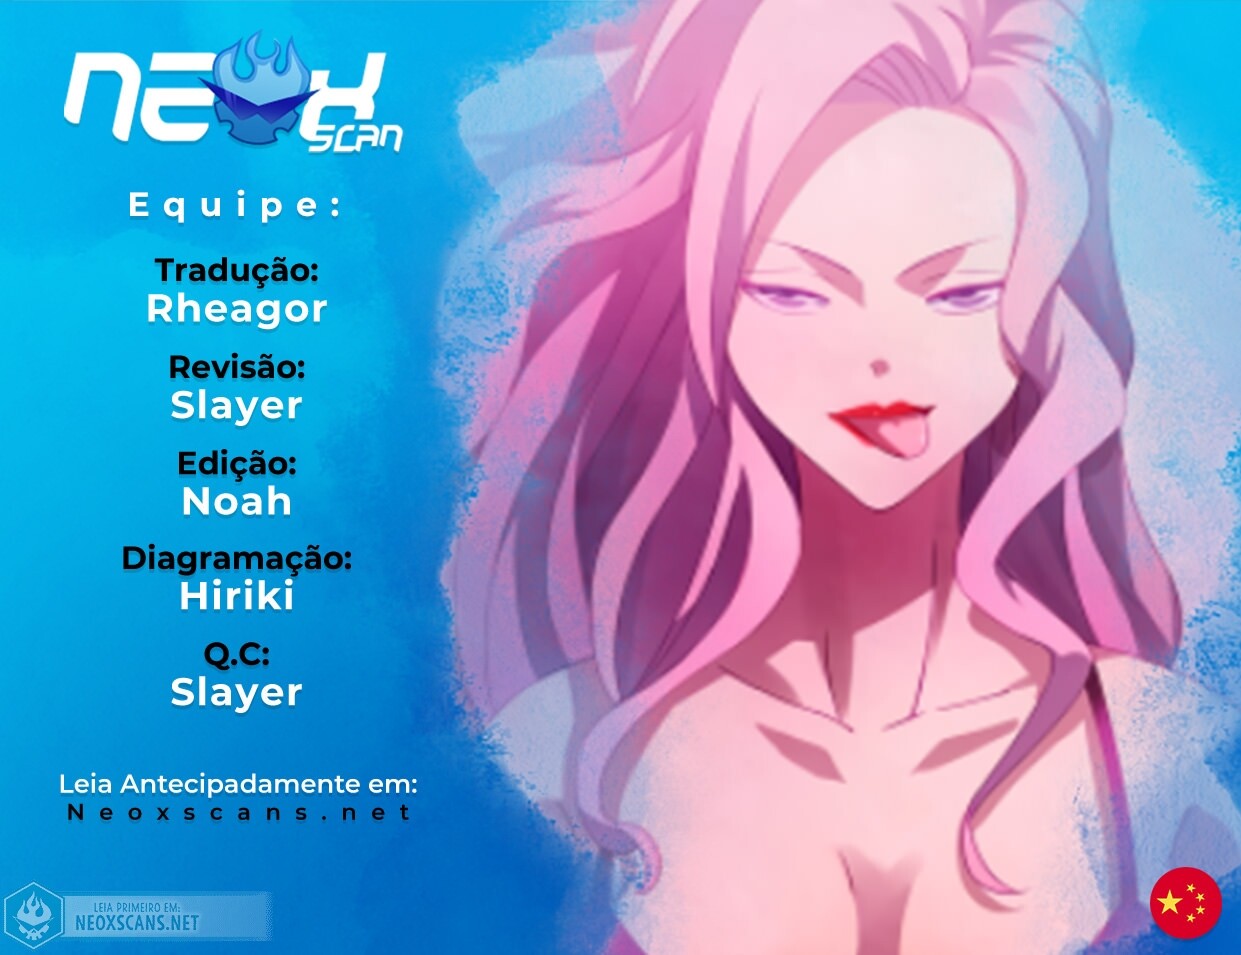 NEOX
SCAN
Equipe:
Tradução:
Rheagor
Revisão:
Slayer
Edição:
Noah
Diagramação:
Hiriki
Q.C:
Slayer
Leia Antecipadamente em:
Neoxscans.net
LEIA PRIMEIRO EM:
NEOXSCANS.NET